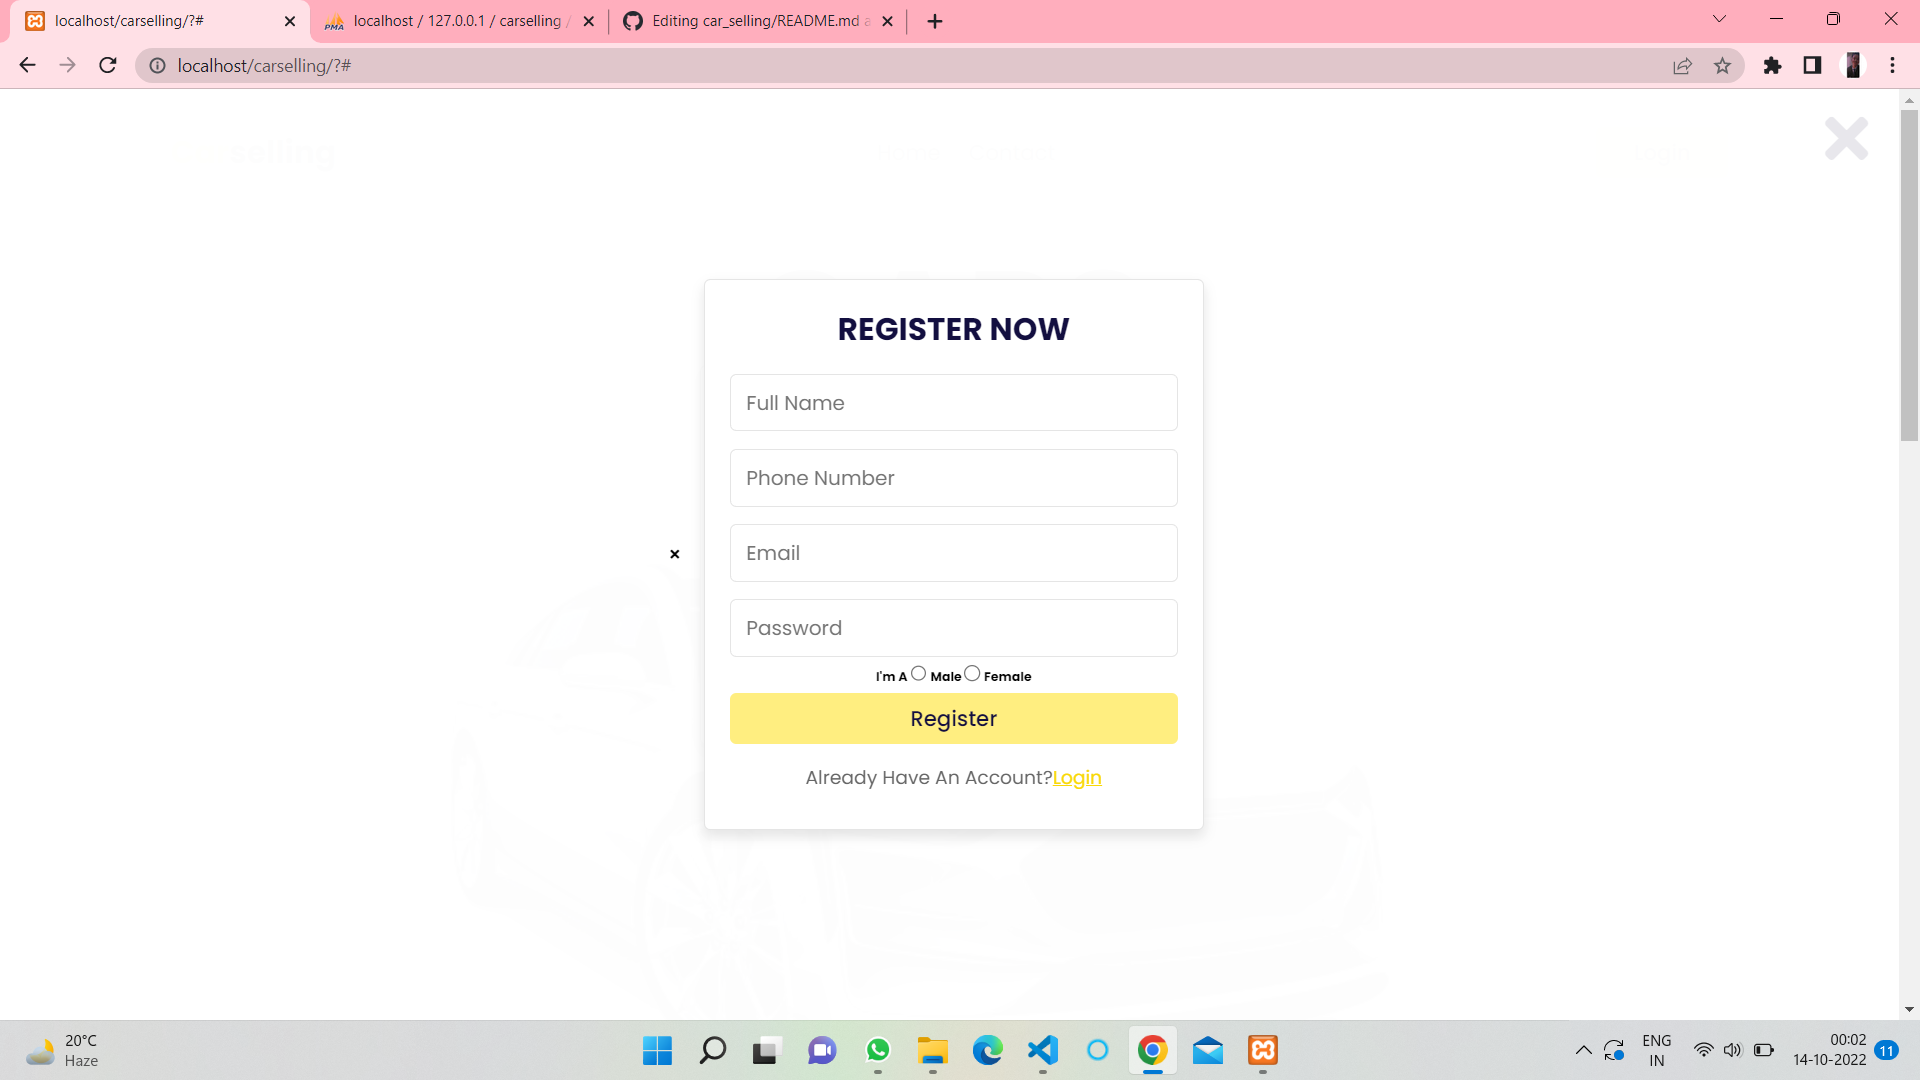 localhost/carselling/?#
localhost / 127.0.0.1 / carselling /
Editing car_selling/README.md a
localhost/carselling/?#
selling
REGISTER NOW
Full Name
Phone Number
Email
×
Password
I'm A Male Female
Register
Already Have An Account?Login
20°C
Haze
ENG
IN
00:02
14-10-2022
11